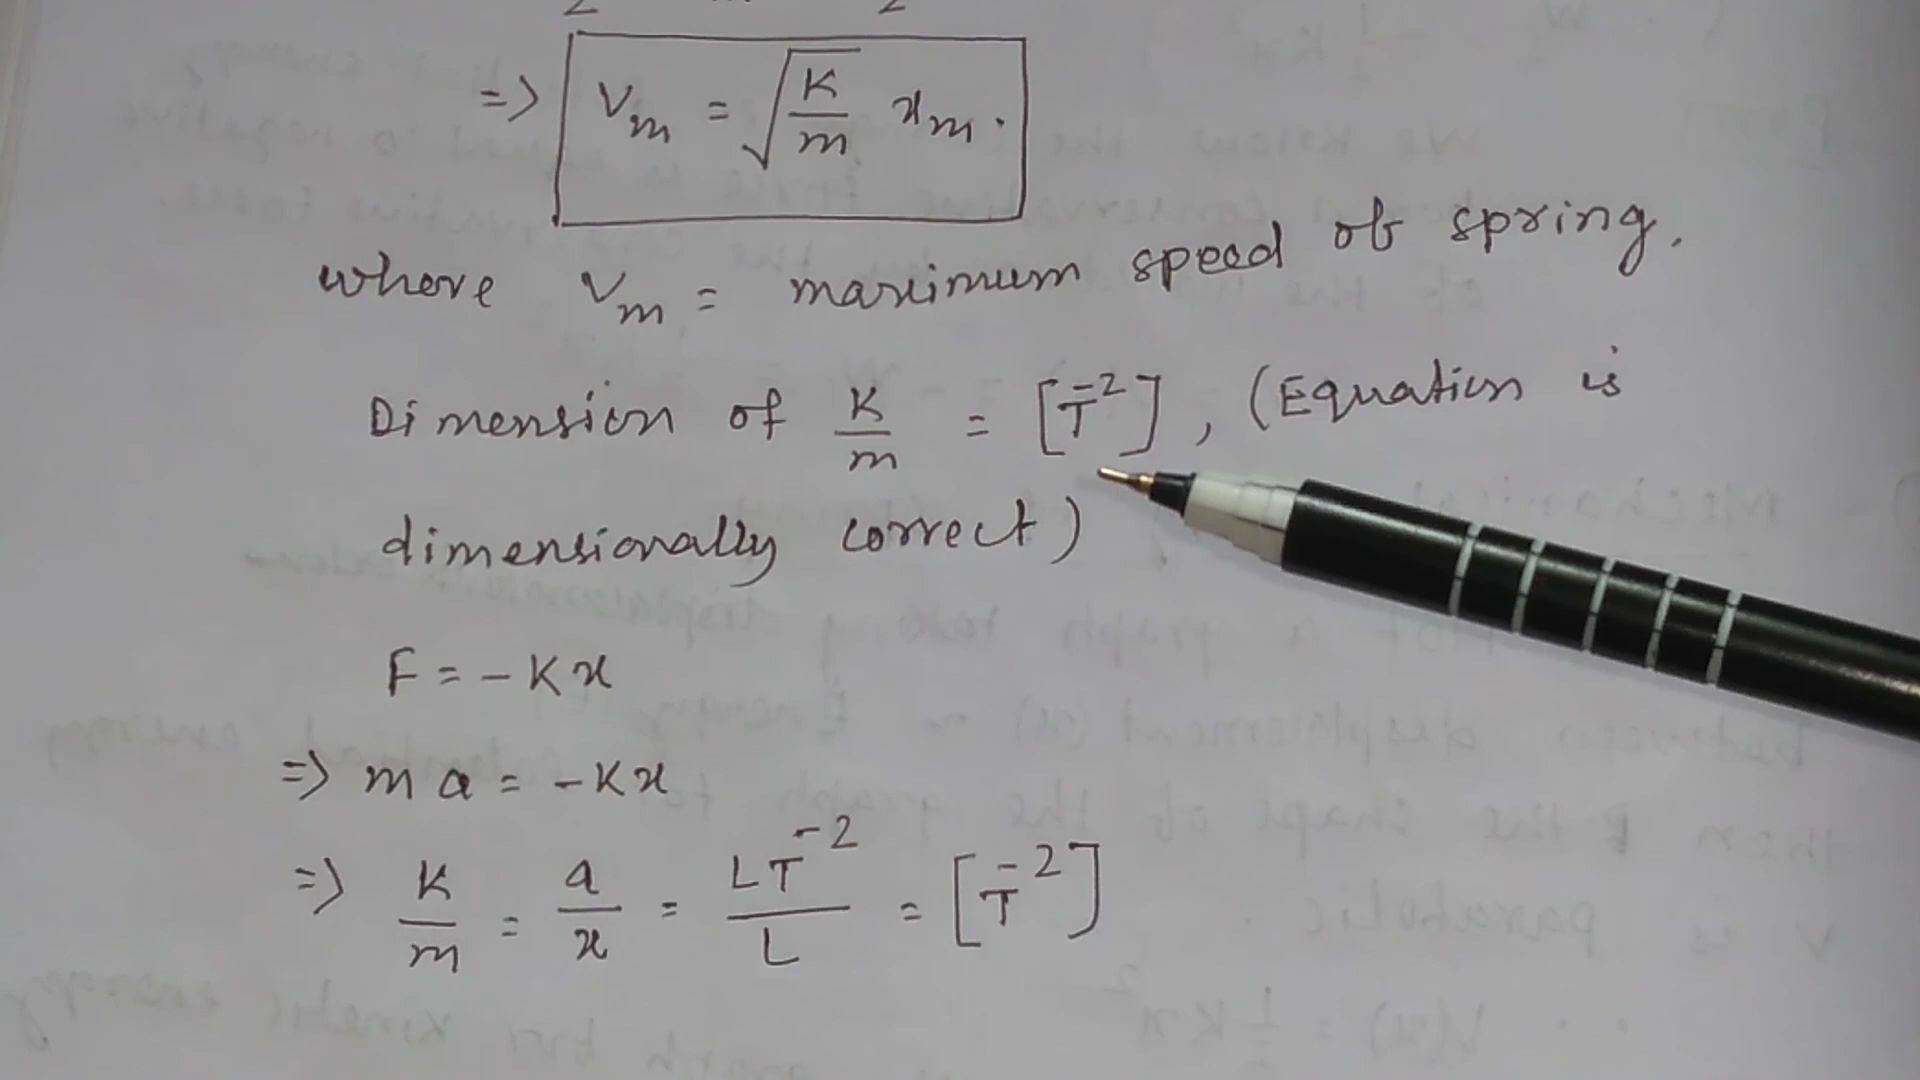 => Vm = √K/m xm.
where Vm = maximum speed of spring.
Dimension of K/m = [T⁻²], (Equation is
dimensionally correct)
F = - Kx
=> m a = - Kx
=> K/m = a/x = LT⁻²/L = [T⁻²]